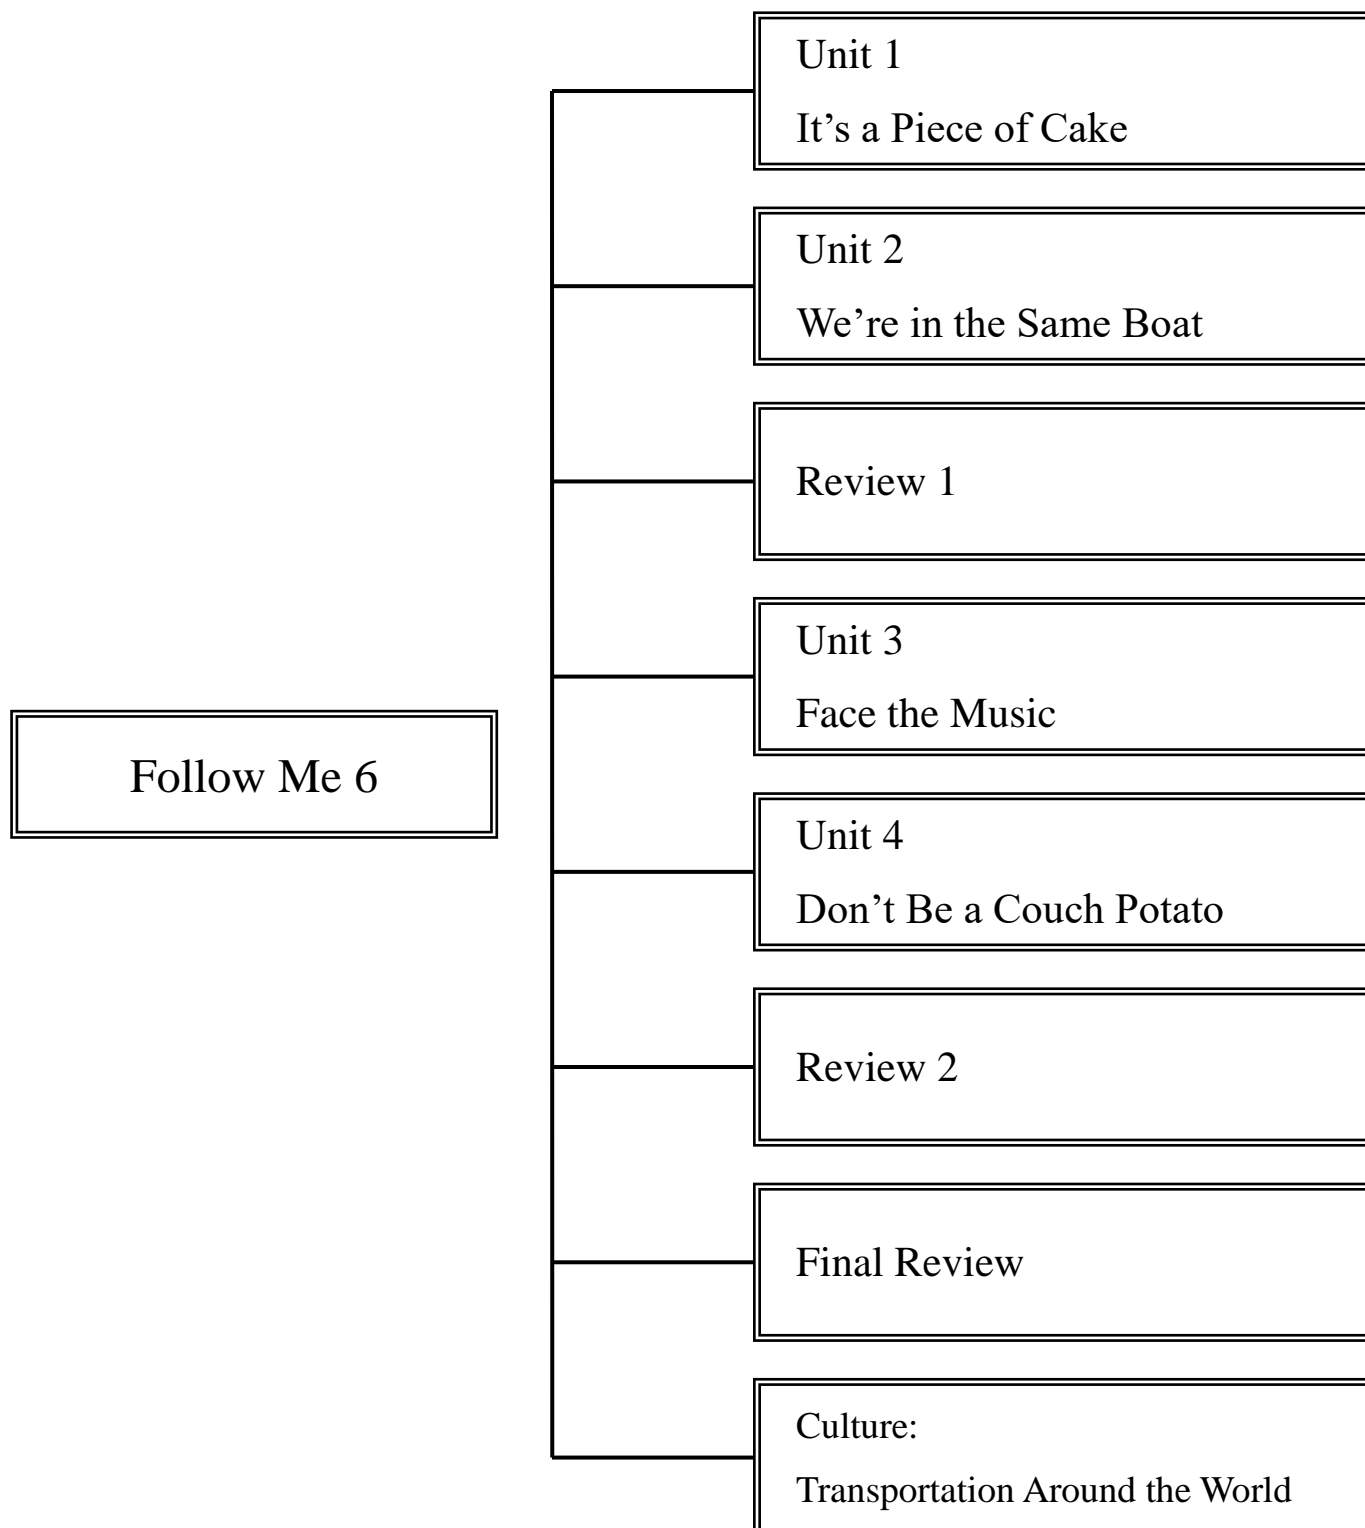 Follow Me 6
Unit 1
It’s a Piece of Cake
Unit 2
We’re in the Same Boat
Review 1
Unit 3
Face the Music
Unit 4
Don’t Be a Couch Potato
Review 2
Final Review
Culture:
Transportation Around the World